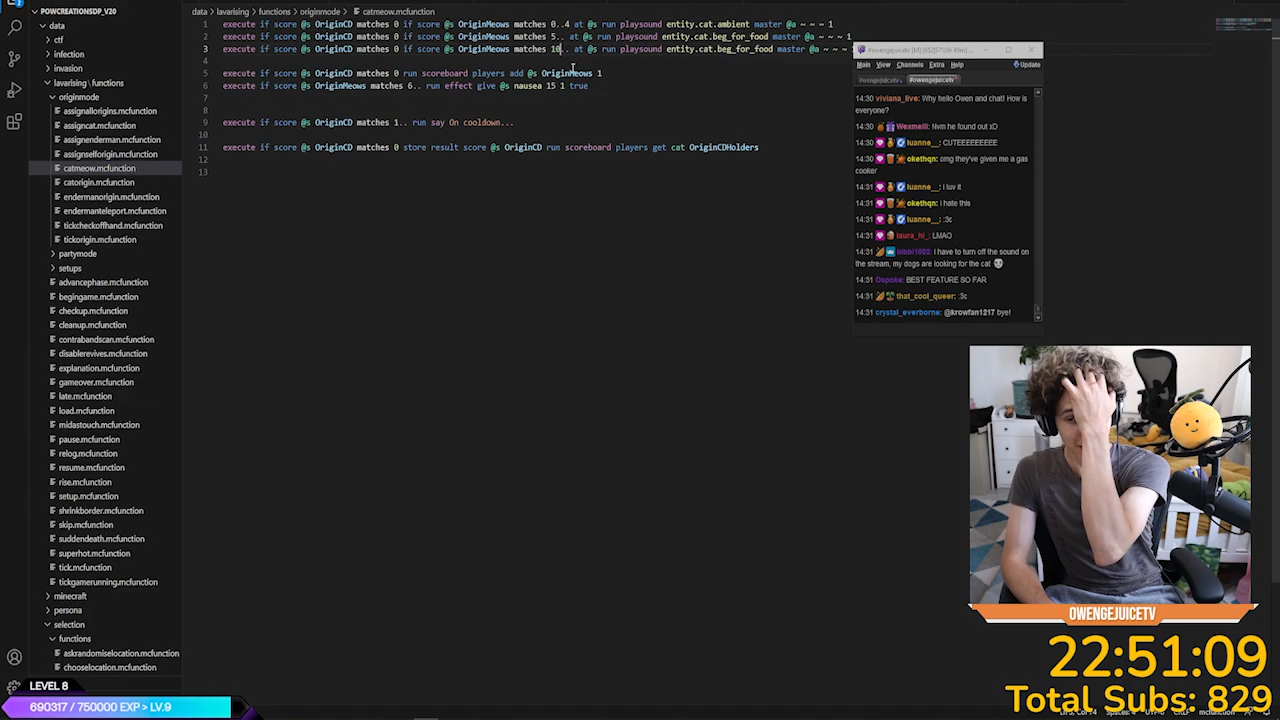 POWCREATIONSDP_V20
data
ctf
infection
invasion
lavarising \ functions
originmode
assignallorigins.mcfunction
assigncat.mcfunction
assignenderman.mcfunction
assignselforigin.mcfunction
catmeow.mcfunction
catorigin.mcfunction
endermanorigin.mcfunction
endermanteleport.mcfunction
tickcheckoffhand.mcfunction
tickorigin.mcfunction
partymode
setups
advancephase.mcfunction
begingame.mcfunction
checkup.mcfunction
cleanup.mcfunction
contrabandscan.mcfunction
disablerevives.mcfunction
explanation.mcfunction
gameover.mcfunction
late.mcfunction
load.mcfunction
midastouch.mcfunction
pause.mcfunction
relog.mcfunction
resume.mcfunction
rise.mcfunction
setup.mcfunction
shrinkborder.mcfunction
skip.mcfunction
suddendeath.mcfunction
superhot.mcfunction
tick.mcfunction
tickgamerunning.mcfunction
minecraft
persona
selection
functions
askrandomiselocation.mcfunction
chooselocation.mcfunction
data > lavarising > functions > originmode > catmeow.mcfunction
1 execute if score @s OriginCD matches 0 if score @s OriginMeows matches 0..4 at @s run playsound entity.cat.ambient master @a ~ ~ ~ 1
2 execute if score @s OriginCD matches 0 if score @s OriginMeows matches 5.. at @s run playsound entity.cat.beg_for_food master @a ~ ~ ~ 1
3 execute if score @s OriginCD matches 0 if score @s OriginMeows matches 10.. at @s run playsound entity.cat.beg_for_food master @a ~ ~ ~
4
5 execute if score @s OriginCD matches 0 run scoreboard players add @s OriginMeows 1
6 execute if score @s OriginMeows matches 6.. run effect give @s nausea 15 1 true
7
8
9 execute if score @s OriginCD matches 1.. run say On cooldown...
10
11 execute if score @s OriginCD matches 0 store result score @s OriginCD run scoreboard players get cat OriginCDHolders
12
13
Main View Channels Extra Help Update
#owengejuicetv
14:30 viviana_live: Why hello Owen and chat! How is
everyone?
14:30 Wexmelll: Nvm he found out xD
14:30 luanne__: CUTEEEEEEEEE
14:31 okethqn: omg they've given me a gas
cooker
14:31 luanne__: i luv it
14:31 okethqn: i hate this
14:31 luanne__: :3c
14:31 laura_hi_: LMAO
14:31 bibbi1002: I have to turn off the sound on
the stream, my dogs are looking for the cat
14:31 Ospoke: BEST FEATURE SO FAR
14:31 that_cool_queer: :3c
14:31 crystal_everborne: @krowfan1217 bye!
OWENGEJUICETV
22:51:09
Total Subs: 829
LEVEL 8
690317 / 750000 EXP > LV.9